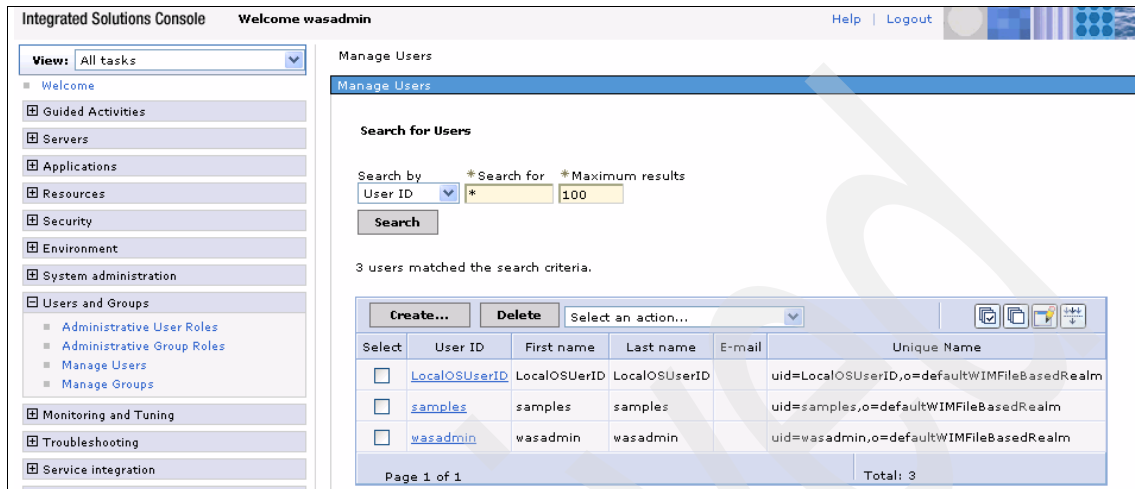 Integrated Solutions Console Welcome wasadmin Help | Logout
View: All tasks
Welcome
Guided Activities
Servers
Applications
Resources
Security
Environment
System administration
Users and Groups
Administrative User Roles
Administrative Group Roles
Manage Users
Manage Groups
Monitoring and Tuning
Troubleshooting
Service integration
Manage Users
Manage Users
Search for Users
Search by *Search for *Maximum results
User ID * 100
Search
3 users matched the search criteria.
Create... Delete Select an action...
Select User ID First name Last name E-mail Unique Name
LocalOSUserID LocalOSUerID LocalOSUserID uid=LocalOSUserID,o=defaultWIMFileBasedRealm
samples samples samples uid=samples,o=defaultWIMFileBasedRealm
wasadmin wasadmin wasadmin uid=wasadmin,o=defaultWIMFileBasedRealm
Page 1 of 1 Total: 3